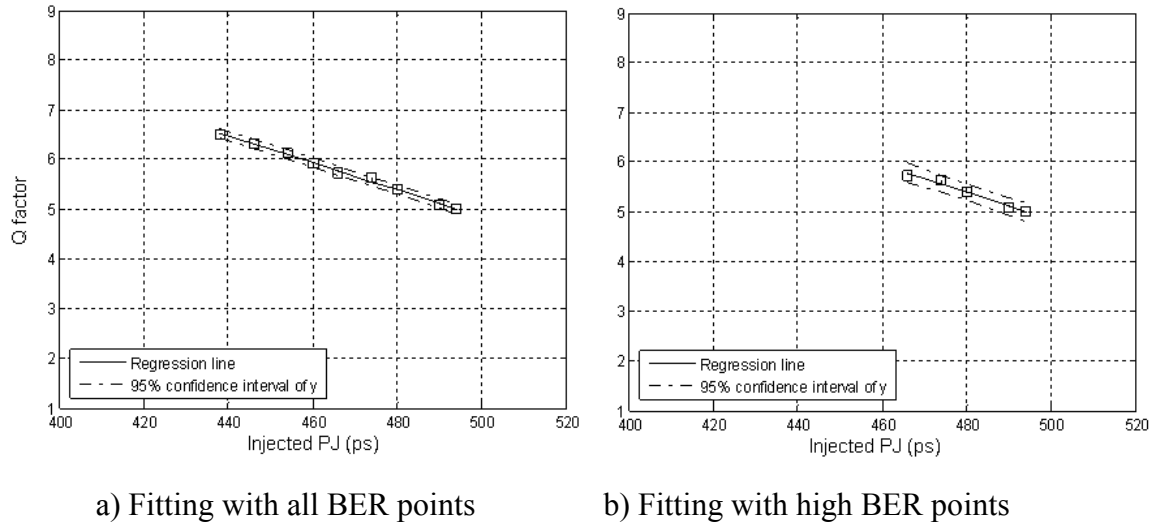 9
8
7
6
5
4
3
2
1
Q factor
Regression line
95% confidence interval of y
400 420 440 460 480 500 520
Injected PJ (ps)
a) Fitting with all BER points
9
8
7
6
5
4
3
2
1
Regression line
95% confidence interval of y
400 420 440 460 480 500 520
Injected PJ (ps)
b) Fitting with high BER points